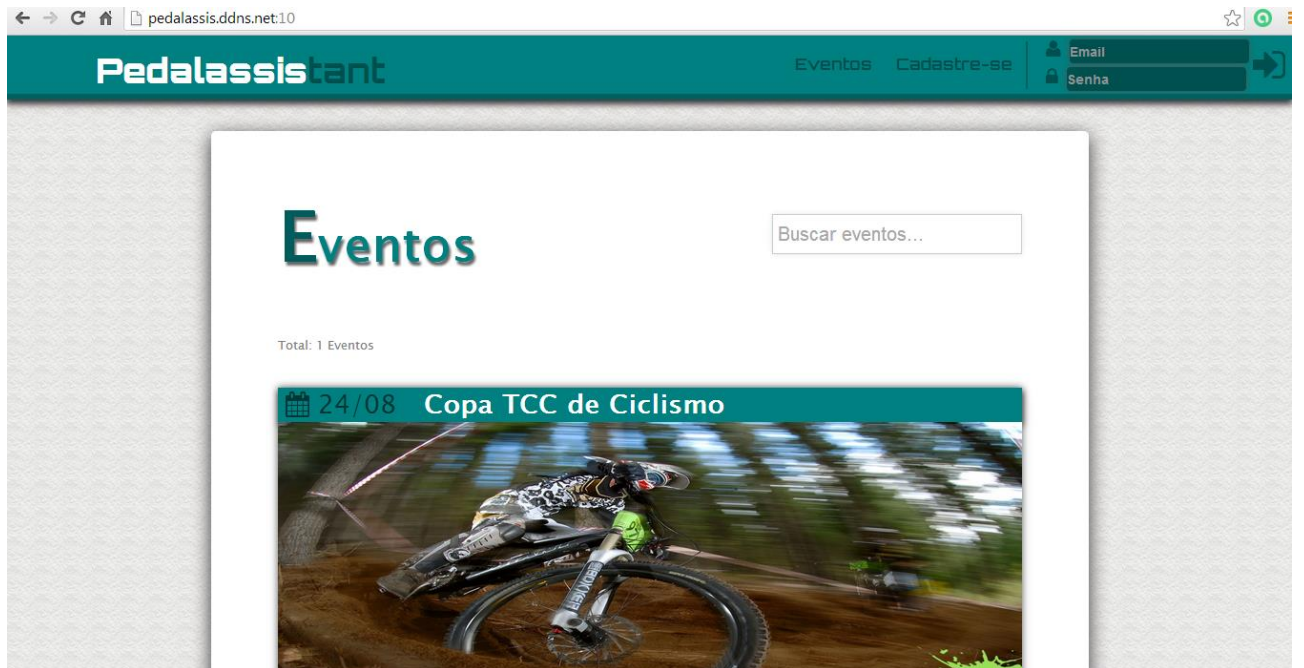 pedalassis.ddns.net:10
Pedalassistant
Eventos Cadastre-se
Email
Senha
Eventos
Buscar eventos...
Total: 1 Eventos
24/08 Copa TCC de Ciclismo
BOXXER